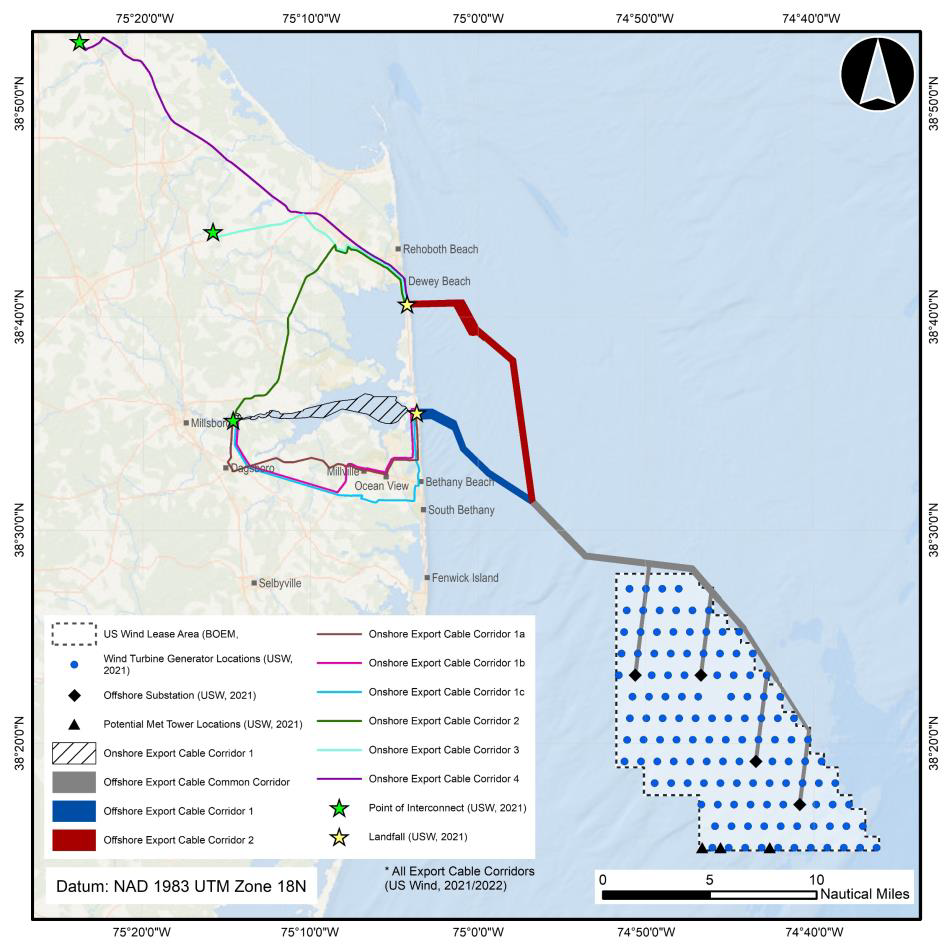 75°20'0"W 75°10'0"W 75°0'0"W 74°50'0"W 74°40'0"W
38°50'0"N
38°50'0"N
Rehoboth Beach
Dewey Beach
38°40'0"N
38°40'0"N
Millsboro
Dagsboro
Millville
Ocean View
Bethany Beach
South Bethany
38°30'0"N
38°30'0"N
Selbyville
Fenwick Island
US Wind Lease Area (BOEM,
Wind Turbine Generator Locations (USW,
2021)
Offshore Substation (USW, 2021)
Potential Met Tower Locations (USW, 2021)
Onshore Export Cable Corridor 1
Offshore Export Cable Common Corridor
Offshore Export Cable Corridor 1
Offshore Export Cable Corridor 2
Onshore Export Cable Corridor 1a
Onshore Export Cable Corridor 1b
Onshore Export Cable Corridor 1c
Onshore Export Cable Corridor 2
Onshore Export Cable Corridor 3
Onshore Export Cable Corridor 4
Point of Interconnect (USW, 2021)
Landfall (USW, 2021)
38°20'0"N
38°20'0"N
Datum: NAD 1983 UTM Zone 18N
* All Export Cable Corridors
(US Wind, 2021/2022)
0 5 10
Nautical Miles
75°20'0"W 75°10'0"W 75°0'0"W 74°50'0"W 74°40'0"W